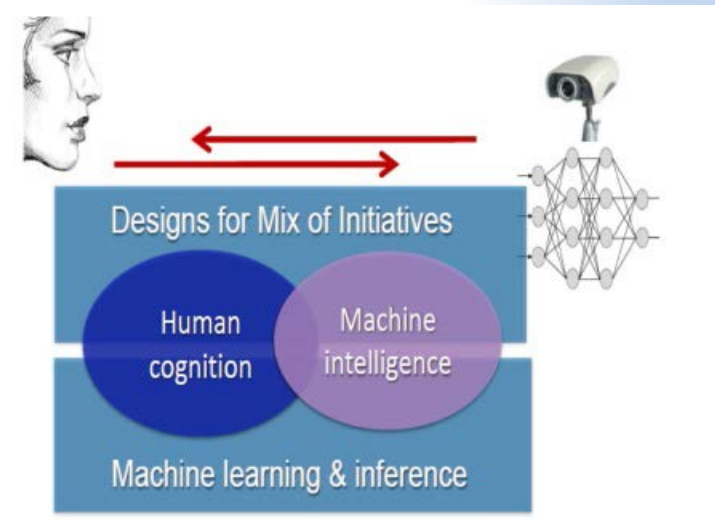 Designs for Mix of Initiatives
Human
cognition
Machine
intelligence
Machine learning & inference